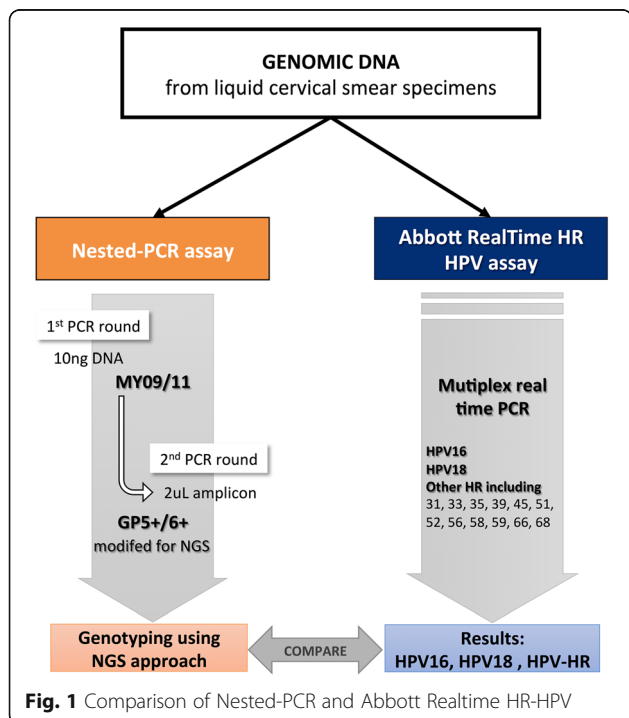 GENOMIC DNA
from liquid cervical smear specimens
Nested-PCR assay
Abbott RealTime HR
HPV assay
1st PCR round
10ng DNA
MY09/11
2nd PCR round
2uL amplicon
GP5+/6+
modifed for NGS
Mutiplex real
time PCR
HPV16
HPV18
Other HR including
31, 33, 35, 39, 45, 51,
52, 56, 58, 59, 66, 68
Genotyping using
NGS approach
COMPARE
Results:
HPV16, HPV18 , HPV-HR
Fig. 1 Comparison of Nested-PCR and Abbott Realtime HR-HPV